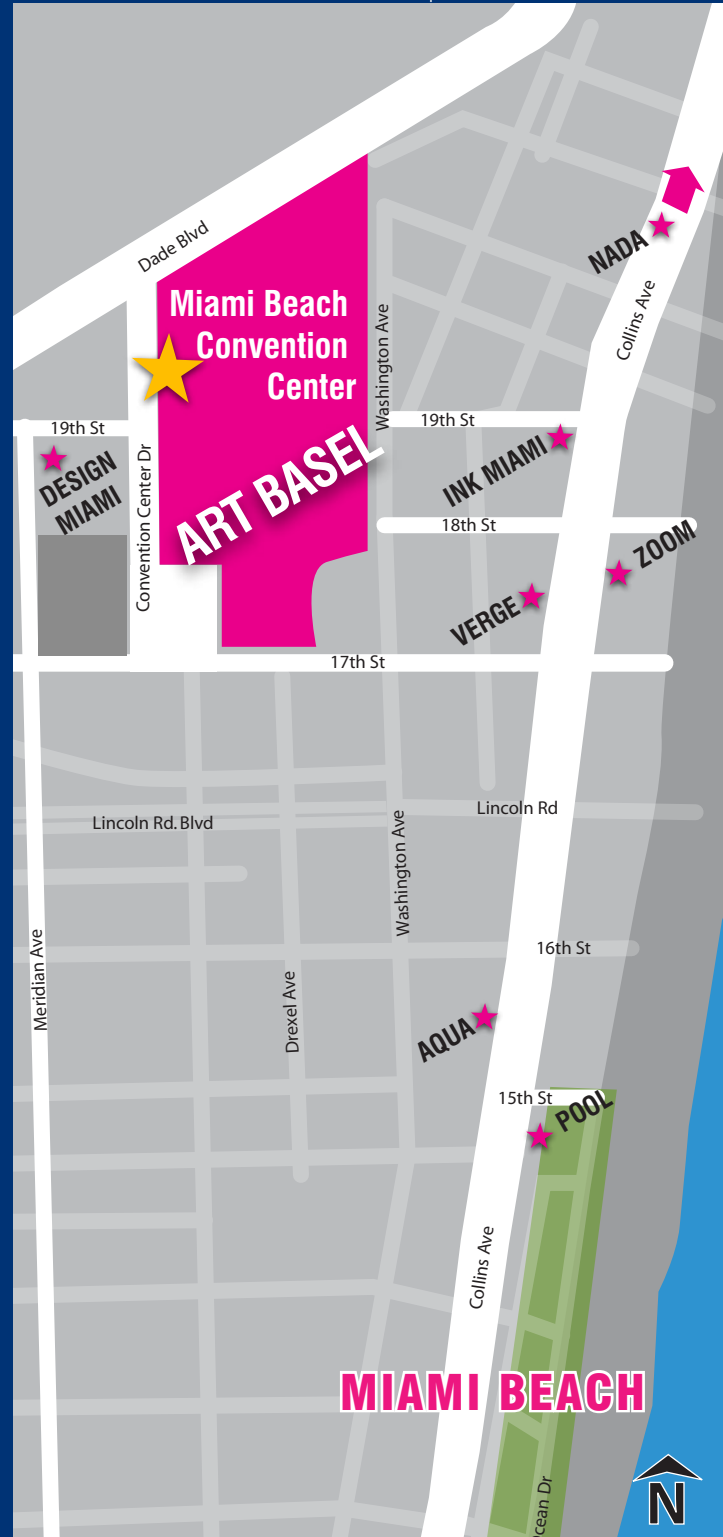 Dade Blvd
NADA
Collins Ave
Miami Beach
Convention
Center
Washington Ave
19th St
19th St
INK MIAMI
DESIGN
MIAMI
ART BASEL
Convention Center Dr
18th St
ZOOM
VERGE
17th St
Lincoln Rd
Lincoln Rd. Blvd
Washington Ave
Meridian Ave
16th St
Drexel Ave
AQUA
15th St
POOL
Collins Ave
MIAMI BEACH
N